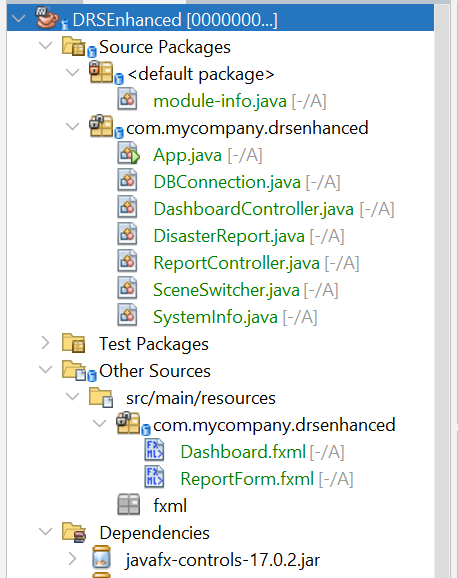 DRSEnhanced [0000000...]
Source Packages
<default package>
module-info.java [-/A]
com.mycompany.drsenhanced
App.java [-/A]
DBConnection.java [-/A]
DashboardController.java [-/A]
DisasterReport.java [-/A]
ReportController.java [-/A]
SceneSwitcher.java [-/A]
SystemInfo.java [-/A]
Test Packages
Other Sources
src/main/resources
com.mycompany.drsenhanced
Dashboard.fxml [-/A]
ReportForm.fxml [-/A]
fxml
Dependencies
javafx-controls-17.0.2.jar